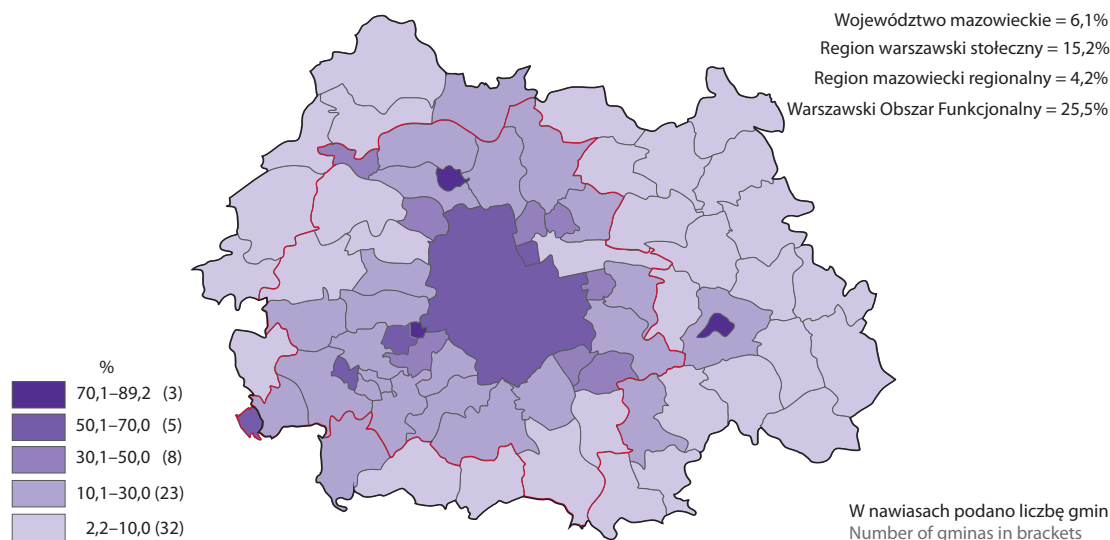 Województwo mazowieckie = 6,1%
Region warszawski stołeczny = 15,2%
Region mazowiecki regionalny = 4,2%
Warszawski Obszar Funkcjonalny = 25,5%
%
70,1–89,2 (3)
50,1–70,0 (5)
30,1–50,0 (8)
10,1–30,0 (23)
2,2–10,0 (32)
W nawiasach podano liczbę gmin
Number of gminas in brackets